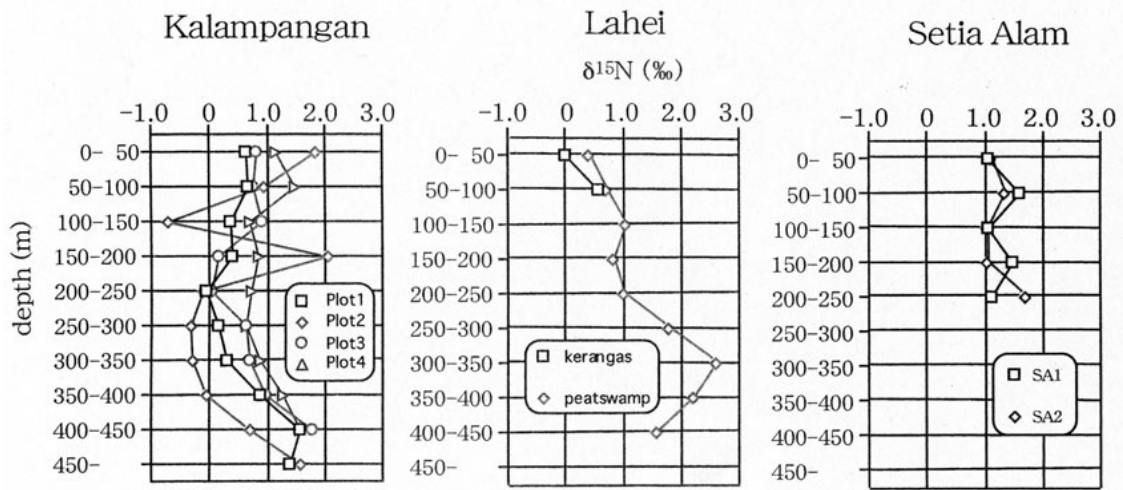 Kalampangan
Lahei
Setia Alam
δ15N (‰)
-1.0 0 1.0 2.0 3.0
-1.0 0 1.0 2.0 3.0
-1.0 0 1.0 2.0 3.0
depth (m)
0- 50
50-100
100-150
150-200
200-250
250-300
300-350
350-400
400-450
450-
Plot1
Plot2
Plot3
Plot4
0- 50
50-100
100-150
150-200
200-250
250-300
300-350
350-400
400-450
450-
kerangas
peatswamp
0- 50
50-100
100-150
150-200
200-250
250-300
300-350
350-400
400-450
450-
SA1
SA2